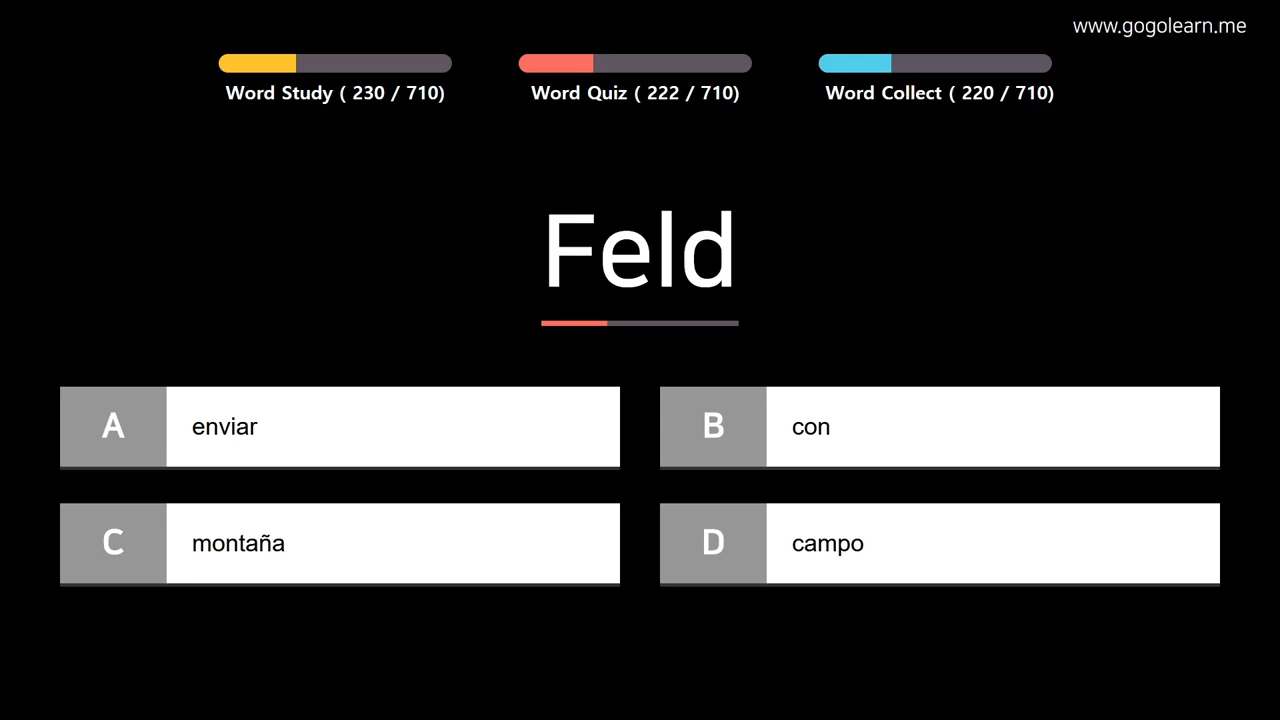 www.gogolearn.me
Word Study ( 230 / 710)
Word Quiz ( 222 / 710)
Word Collect ( 220 / 710)
Feld
A enviar
B con
C montaña
D campo